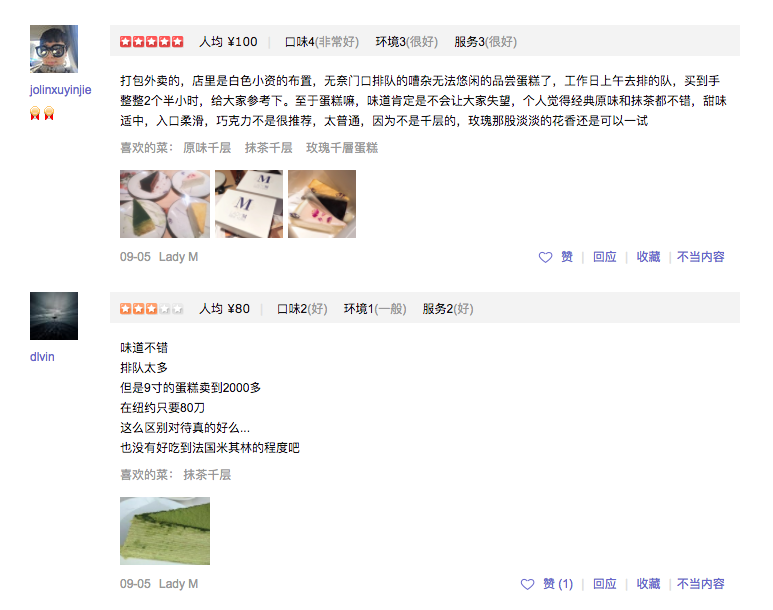 人均 ¥100 | 口味4(非常好) 环境3(很好) 服务3(很好)
jolinxuyinjie
打包外卖的，店里是白色小资的布置，无奈门口排队的嘈杂无法悠闲的品尝蛋糕了，工作日上午去排的队，买到手
整整2个半小时，给大家参考下。至于蛋糕嘛，味道肯定是不会让大家失望，个人觉得经典原味和抹茶都不错，甜味
适中，入口柔滑，巧克力不是很推荐，太普通，因为不是千层的，玫瑰那股淡淡的花香还是可以一试
喜欢的菜： 原味千层 抹茶千层 玫瑰千層蛋糕
M
M
09-05 Lady M
赞 | 回应 | 收藏 | 不当内容
人均 ¥80 | 口味2(好) 环境1(一般) 服务2(好)
dlvin
味道不错
排队太多
但是9寸的蛋糕卖到2000多
在纽约只要80刀
这么区别对待真的好么...
也没有好吃到法国米其林的程度吧
喜欢的菜： 抹茶千层
09-05 Lady M
赞 (1) | 回应 | 收藏 | 不当内容